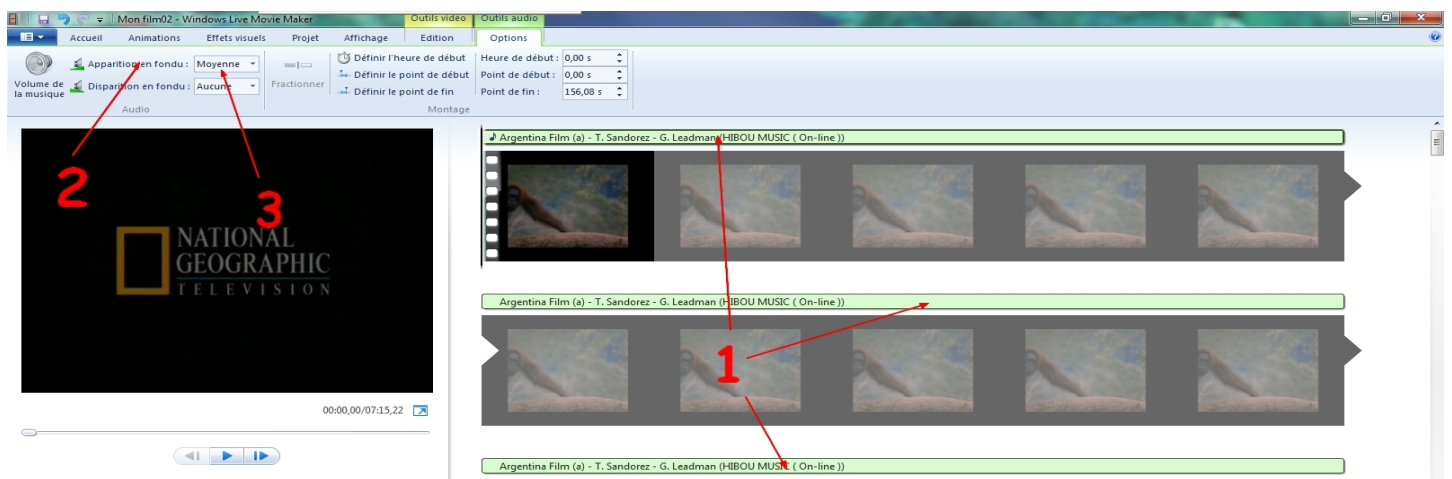 Mon film02 - Windows Live Movie Maker
Outils vidéo
Outils audio
Accueil Animations Effets visuels Projet Affichage Edition Options
Apparition en fondu : Moyenne
Disparition en fondu : Aucune
Volume de
la musique
Audio
Fractionner
Définir l'heure de début
Définir le point de début
Définir le point de fin
Heure de début : 0,00 s
Point de début : 0,00 s
Point de fin : 156,08 s
Montage
2
3
NATIONAL
GEOGRAPHIC
TELEVISION
00:00,00/07:15,22
Argentina Film (a) - T. Sandorez - G. Leadman (HIBOU MUSIC ( On-line ))
Argentina Film (a) - T. Sandorez - G. Leadman (HIBOU MUSIC ( On-line ))
1
Argentina Film (a) - T. Sandorez - G. Leadman (HIBOU MUSIC ( On-line ))